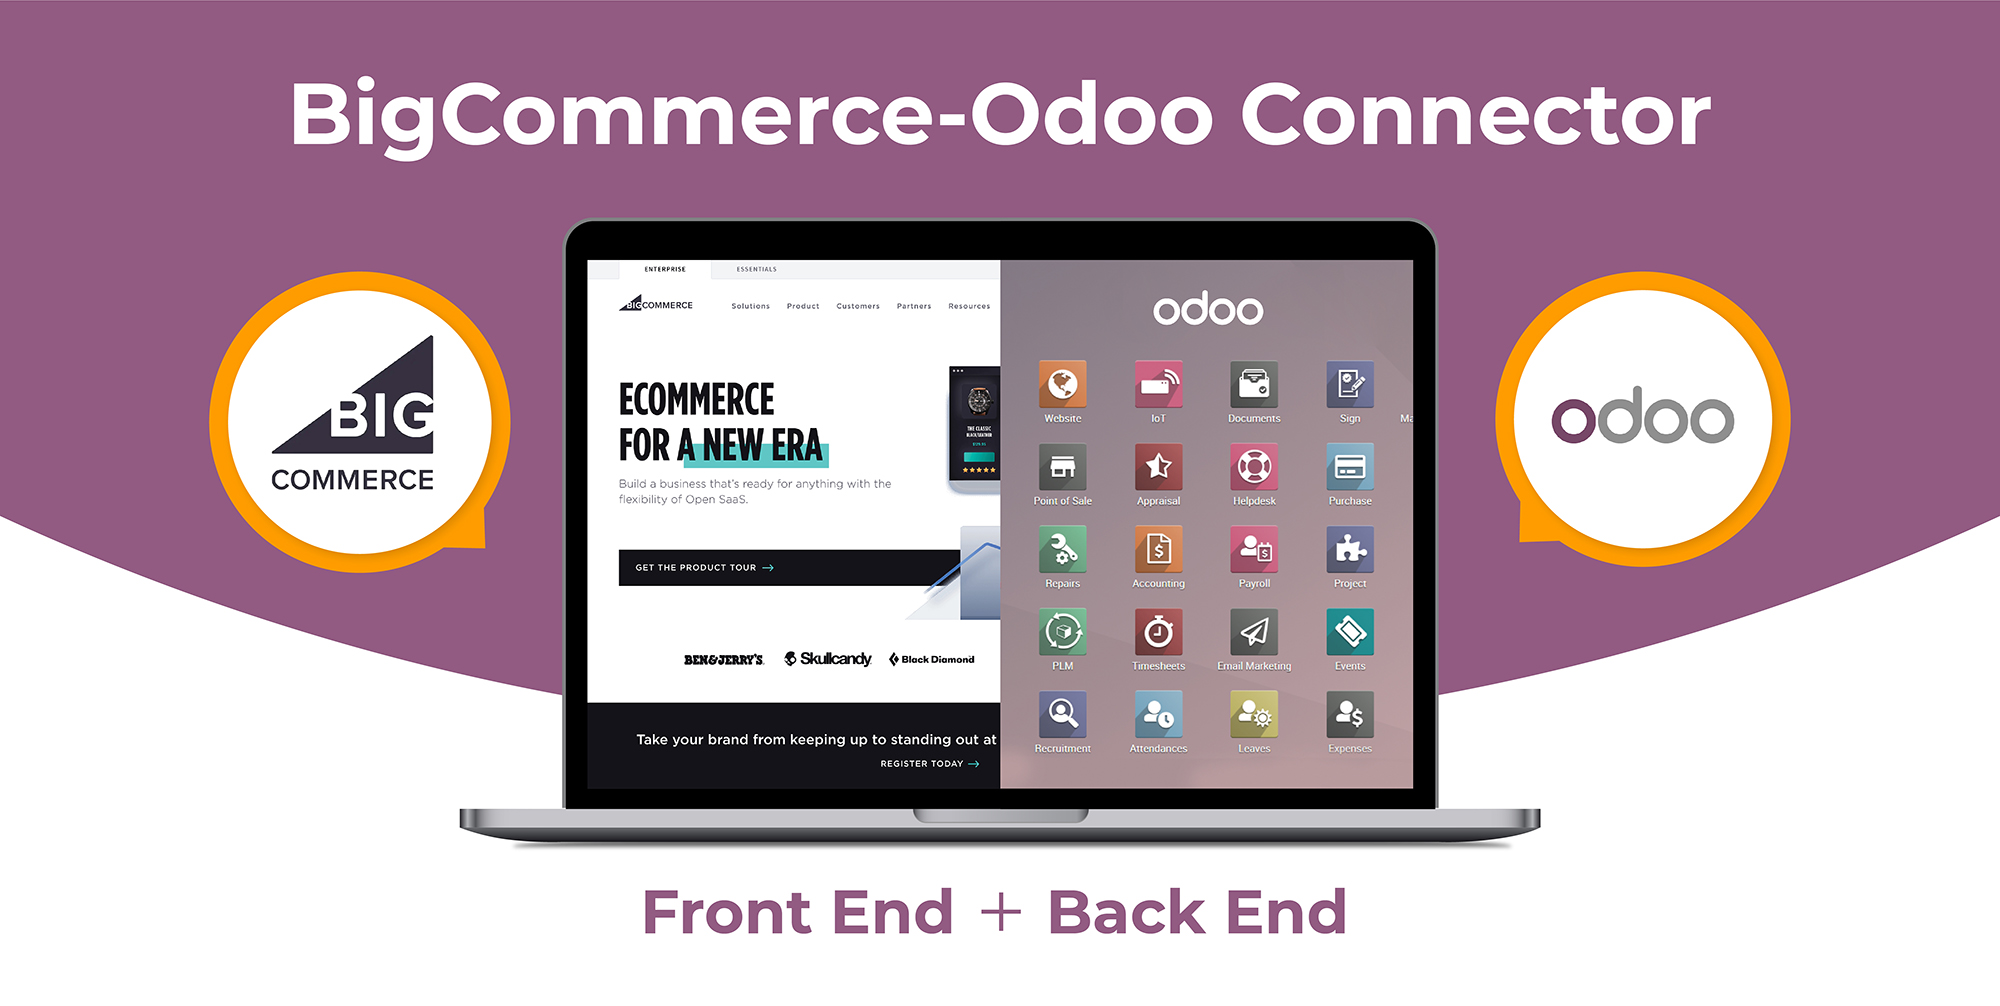 BigCommerce-Odoo Connector
BIG
COMMERCE
ENTERPRISE
ESSENTIALS
BIGCOMMERCE
Solutions
Product
Customers
Partners
Resources
ECOMMERCE
FOR A NEW ERA
Build a business that's ready for anything with the
flexibility of Open SaaS.
THE CLASSIC
GET THE PRODUCT TOUR →
BEN&JERRY'S
Skullcandy
Black Diamond
Take your brand from keeping up to standing out at
REGISTER TODAY →
odoo
Website
IoT
Documents
Sign
Ma
Point of Sale
Appraisal
Helpdesk
Purchase
Repairs
Accounting
Payroll
Project
PLM
Timesheets
Email Marketing
Events
Recruitment
Attendances
Leaves
Expenses
odoo
Front End + Back End